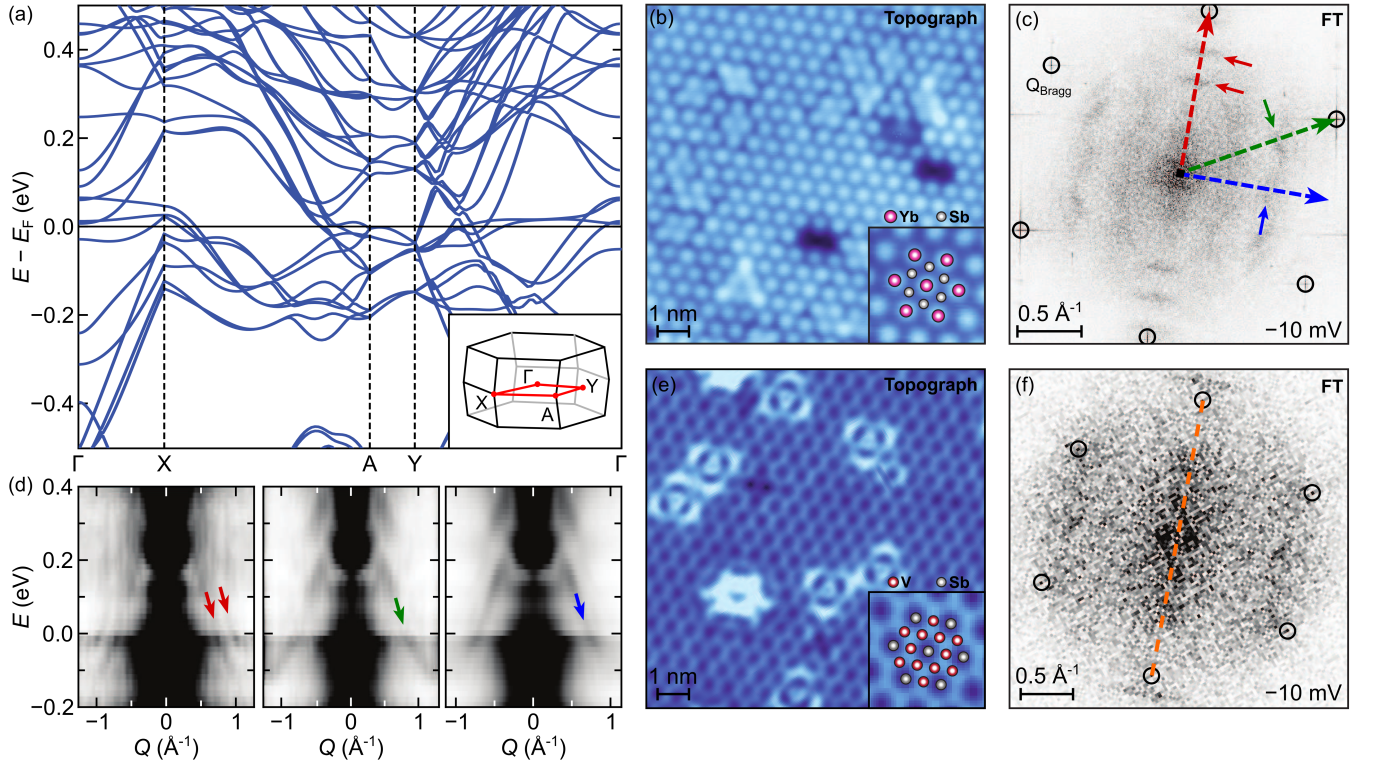 (a)
E − E_F (eV)
0.4
0.2
0.0
−0.2
−0.4
Γ X A Y Γ
Γ
Y
X
A
(b)
Topograph
Yb Sb
1 nm
(c)
FT
Q_Bragg
0.5 Å⁻¹
−10 mV
(d)
E (eV)
0.4
0.2
0.0
−0.2
−1 0 1
−1 0 1
−1 0 1
Q (Å⁻¹)
Q (Å⁻¹)
Q (Å⁻¹)
(e)
Topograph
V Sb
1 nm
(f)
FT
0.5 Å⁻¹
−10 mV